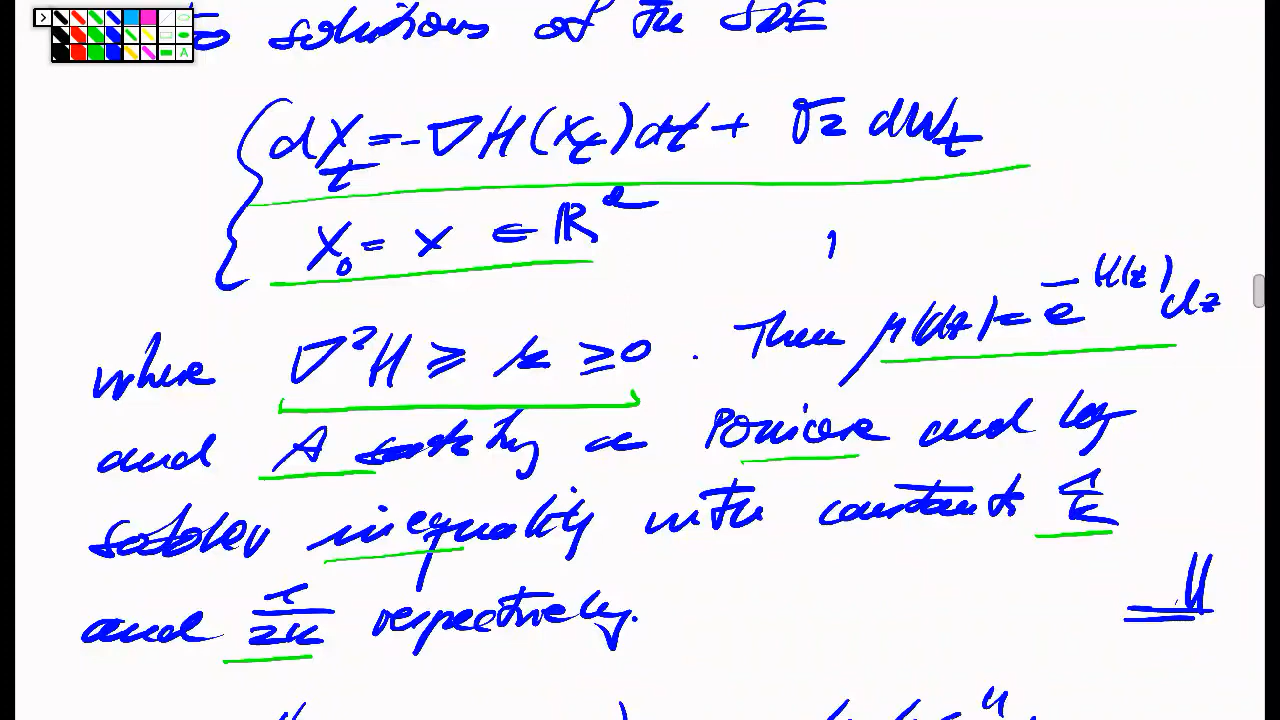 to solutions of the SDE
dX_t = -∇H(X_t)dt + √2 dW_t
X_0 = x ∈ ℝ^d ,
where ∇²H ≥ k ≥ 0 . Then μ(dz) = e^{-H(z)} dz
and A satisfy a Poincare and log
sobolev inequality with constants 1/k
and 1/2k respectively.